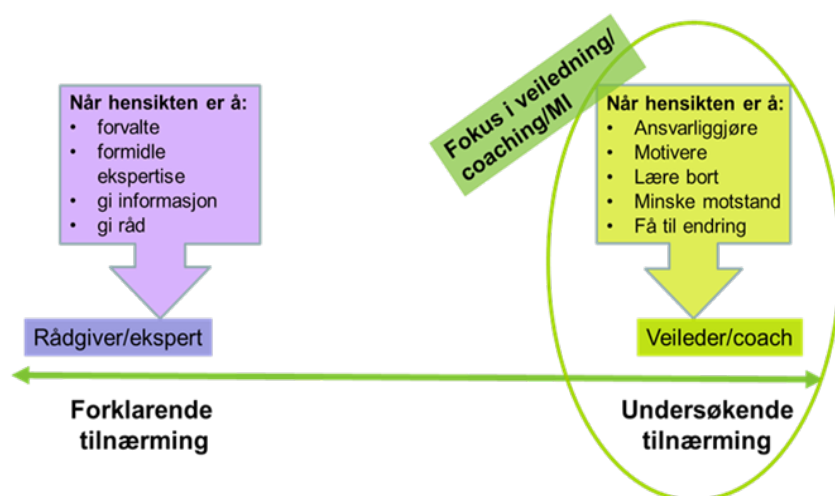 Fokus i veiledning/
coaching/MI
Når hensikten er å:
• forvalte
• formidle
ekspertise
• gi informasjon
• gi råd
Når hensikten er å:
• Ansvarliggjøre
• Motivere
• Lære bort
• Minske motstand
• Få til endring
Rådgiver/ekspert
Veileder/coach
Forklarende
tilnærming
Undersøkende
tilnærming